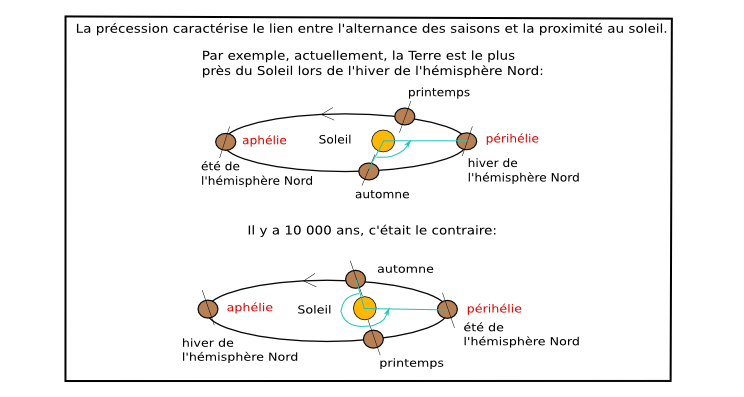 La précession caractérise le lien entre l'alternance des saisons et la proximité au soleil.
Par exemple, actuellement, la Terre est le plus
près du Soleil lors de l'hiver de l'hémisphère Nord:
printemps
aphélie
Soleil
périhélie
été de
l'hémisphère Nord
hiver de
l'hémisphère Nord
automne
Il y a 10 000 ans, c'était le contraire:
automne
aphélie
Soleil
périhélie
été de
l'hémisphère Nord
hiver de
l'hémisphère Nord
printemps